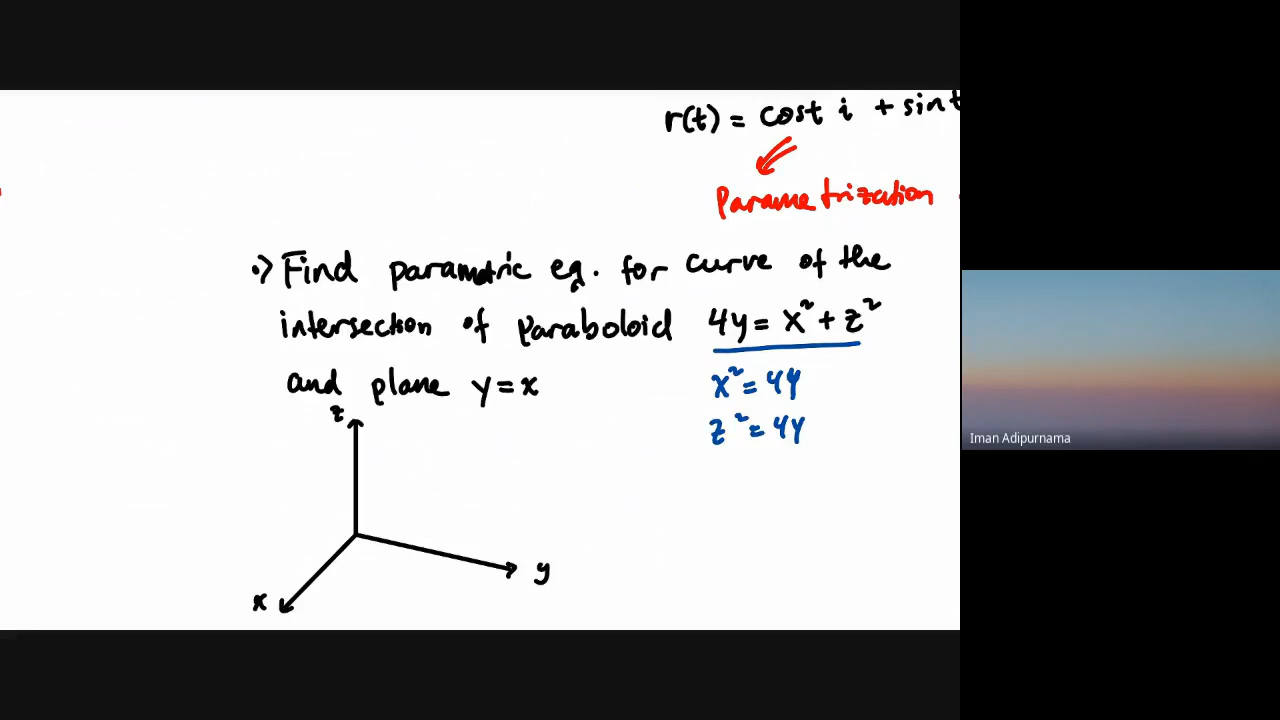 r(t) = cost i + sint
Parametrization
•) Find parametric eq. for curve of the
intersection of paraboloid 4y = x² + z²
and plane y = x
x² = 4y
z² = 4y
z
y
x
Iman Adipurnama